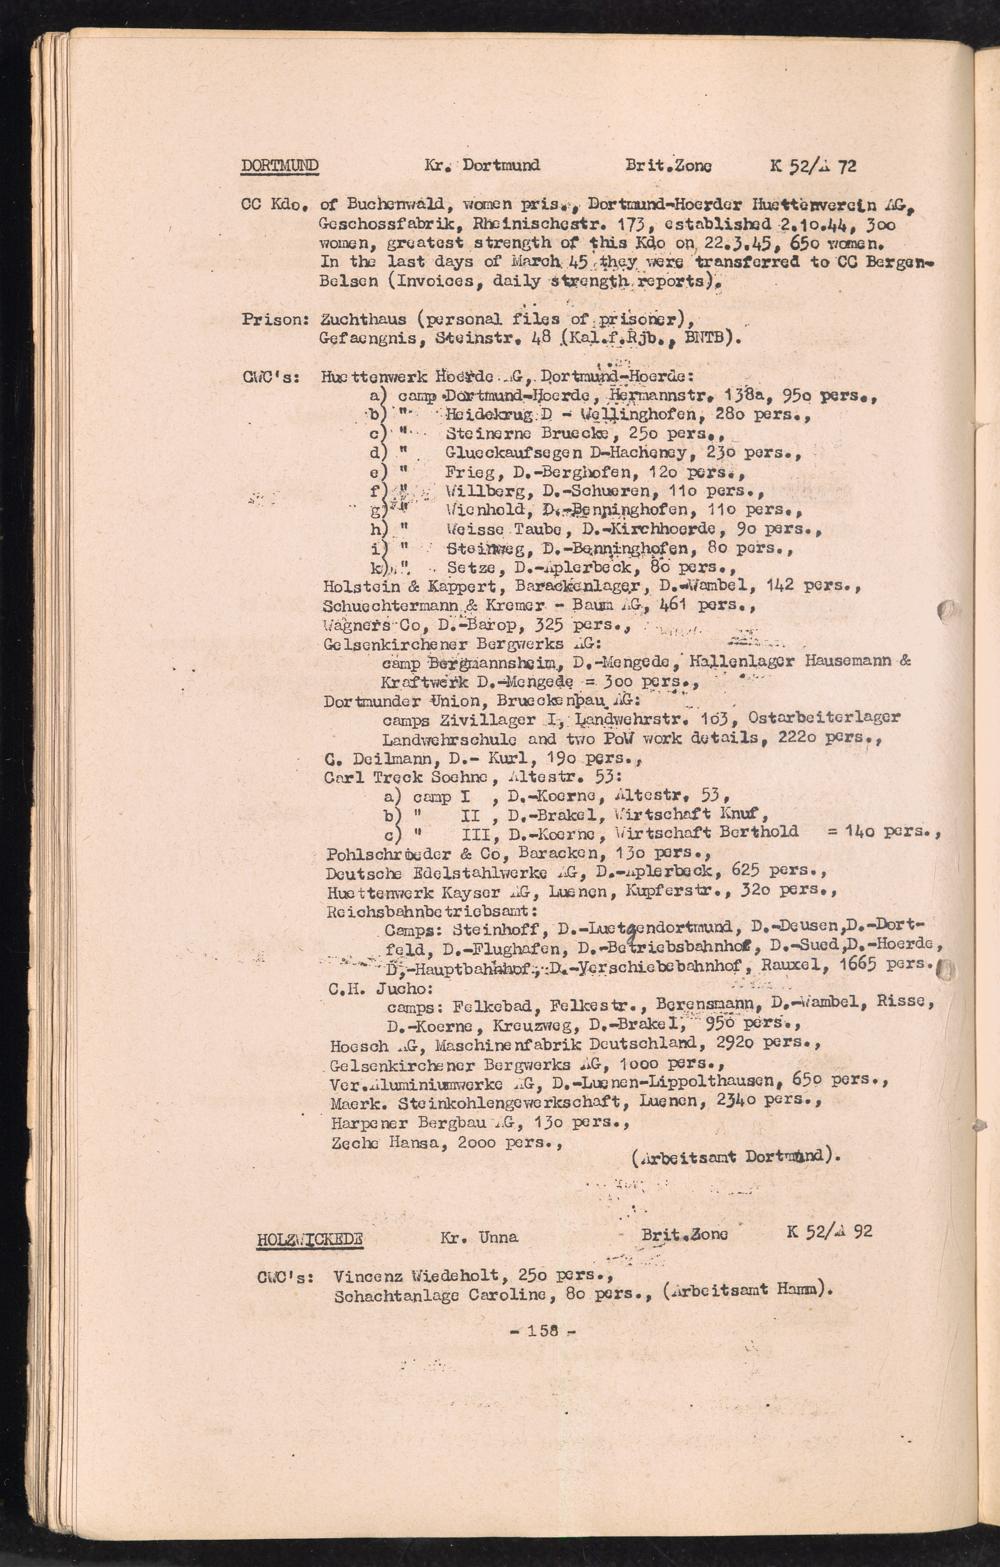 DORTMUND Kr. Dortmund Brit.Zone K 52/A 72
CC Kdo. of Buchenwald, women pris., Dortmund-Hoerder Huettenverein AG,
Geschossfabrik, Rheinischestr. 173, established 2.10.44, 300
women, greatest strength of this Kdo on 22.3.45, 650 women.
In the last days of March 45 they were transferred to CC Bergen-
Belsen (Invoices, daily strength reports).
Prison: Zuchthaus (personal files of prisoner),
Gefaengnis, Steinstr. 48 (Kal.f.Rjb., BNTB).
CWC's: Huettenwerk Hoerde AG, Dortmund-Hoerde:
a) camp Dortmund-Hoerde, Hermannstr. 138a, 950 pers.,
b) " Heidekrug D - Wellinghofen, 280 pers.,
c) " Steinerne Bruecke, 250 pers.,
d) " Glueckaufsegen D-Hacheney, 230 pers.,
e) " Frieg, D.-Berghofen, 120 pers.,
f) " Willberg, D.-Schueren, 110 pers.,
g) " Wienhold, D.-Benninghofen, 110 pers.,
h) " Weisse Taube, D.-Kirchhoerde, 90 pers.,
i) " Steinweg, D.-Benninghofen, 80 pers.,
k) " Setze, D.-Aplerbeck, 80 pers.,
Holstein & Kappert, Barackenlager, D.-Wambel, 142 pers.,
Schuechtermann & Kremer - Baum AG, 461 pers.,
Wagners Co, D.-Barop, 325 pers.,
Gelsenkirchener Bergwerks AG:
camp Bergmannsheim, D.-Mengede, Hallenlager Hausemann &
Kraftwerk D.-Mengede = 300 pers.,
Dortmunder Union, Brueckenbau AG:
camps Zivillager I, Landwehrstr. 103, Ostarbeiterlager
Landwehrschule and two PoW work details, 2220 pers.,
C. Deilmann, D.- Kurl, 190 pers.,
Carl Treck Soehne, Altestr. 53:
a) camp I , D.-Koerne, Altestr. 53,
b) " II , D.-Brakel, Wirtschaft Knuf,
c) " III, D.-Koerne, Wirtschaft Berthold = 140 pers.,
Pohlschroeder & Co, Baracken, 130 pers.,
Deutsche Edelstahlwerke AG, D.-Aplerbeck, 625 pers.,
Huettenwerk Kayser AG, Luenen, Kupferstr., 320 pers.,
Reichsbahnbetriebsamt:
Camps: Steinhoff, D.-Luetgendortmund, D.-Deusen,D.-Dort-
feld, D.-Flughafen, D.-Betriebsbahnhof, D.-Sued,D.-Hoerde,
D,-Hauptbahnhof, D.-Verschiebebahnhof, Rauxel, 1665 pers.,
C.H. Jucho:
camps: Felkebad, Felkestr., Berensmann, D.-Wambel, Risse,
D.-Koerne, Kreuzweg, D.-Brakel, 950 pers.,
Hoesch AG, Maschinenfabrik Deutschland, 2920 pers.,
Gelsenkirchener Bergwerks AG, 1000 pers.,
Ver.Aluminiumwerke AG, D.-Luenen-Lippolthausen, 650 pers.,
Maerk. Steinkohlengewerkschaft, Luenen, 2340 pers.,
Harpener Bergbau AG, 130 pers.,
Zeche Hansa, 2000 pers.,
(Arbeitsamt Dortmund).
HOLZWICKEDE Kr. Unna Brit.Zone K 52/A 92
CWC's: Vincenz Wiedeholt, 250 pers.,
Schachtanlage Caroline, 80 pers., (Arbeitsamt Hamm).
- 158 -